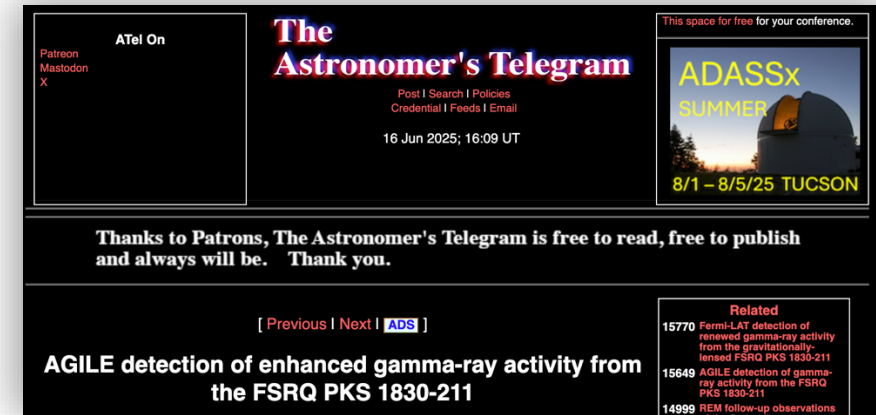 ATel On
Patreon
Mastodon
X
The
Astronomer's Telegram
Post | Search | Policies
Credential | Feeds | Email
16 Jun 2025; 16:09 UT
This space for free for your conference.
ADASSx
SUMMER
8/1 – 8/5/25 TUCSON
Thanks to Patrons, The Astronomer's Telegram is free to read, free to publish
and always will be. Thank you.
[ Previous | Next | ADS ]
AGILE detection of enhanced gamma-ray activity from
the FSRQ PKS 1830-211
Related
15770 Fermi-LAT detection of
renewed gamma-ray activity
from the gravitationally-
lensed FSRQ PKS 1830-211
15649 AGILE detection of gamma-
ray activity from the FSRQ
PKS 1830-211
14999 REM follow-up observations